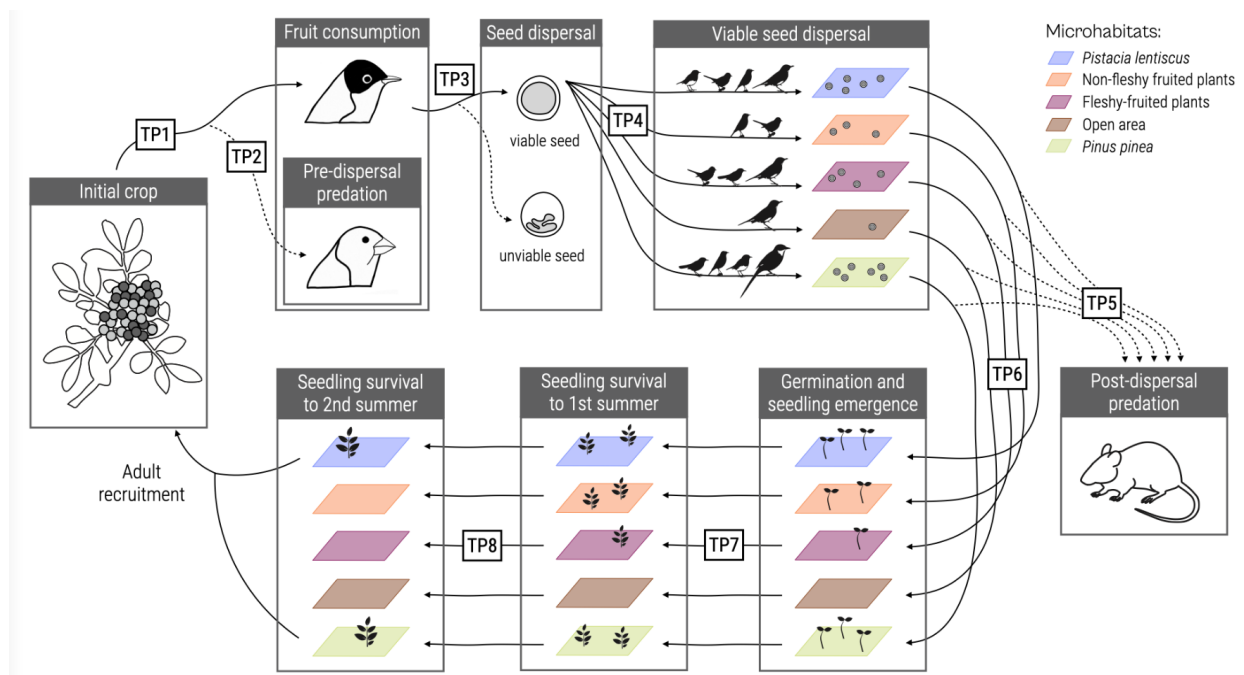 Fruit consumption
Seed dispersal
Viable seed dispersal
Microhabitats:
Pistacia lentiscus
Non-fleshy fruited plants
Fleshy-fruited plants
Open area
Pinus pinea
TP1
TP2
TP3
TP4
viable seed
unviable seed
Pre-dispersal
predation
Initial crop
TP5
TP6
Seedling survival
to 2nd summer
Seedling survival
to 1st summer
Germination and
seedling emergence
Post-dispersal
predation
Adult
recruitment
TP8
TP7